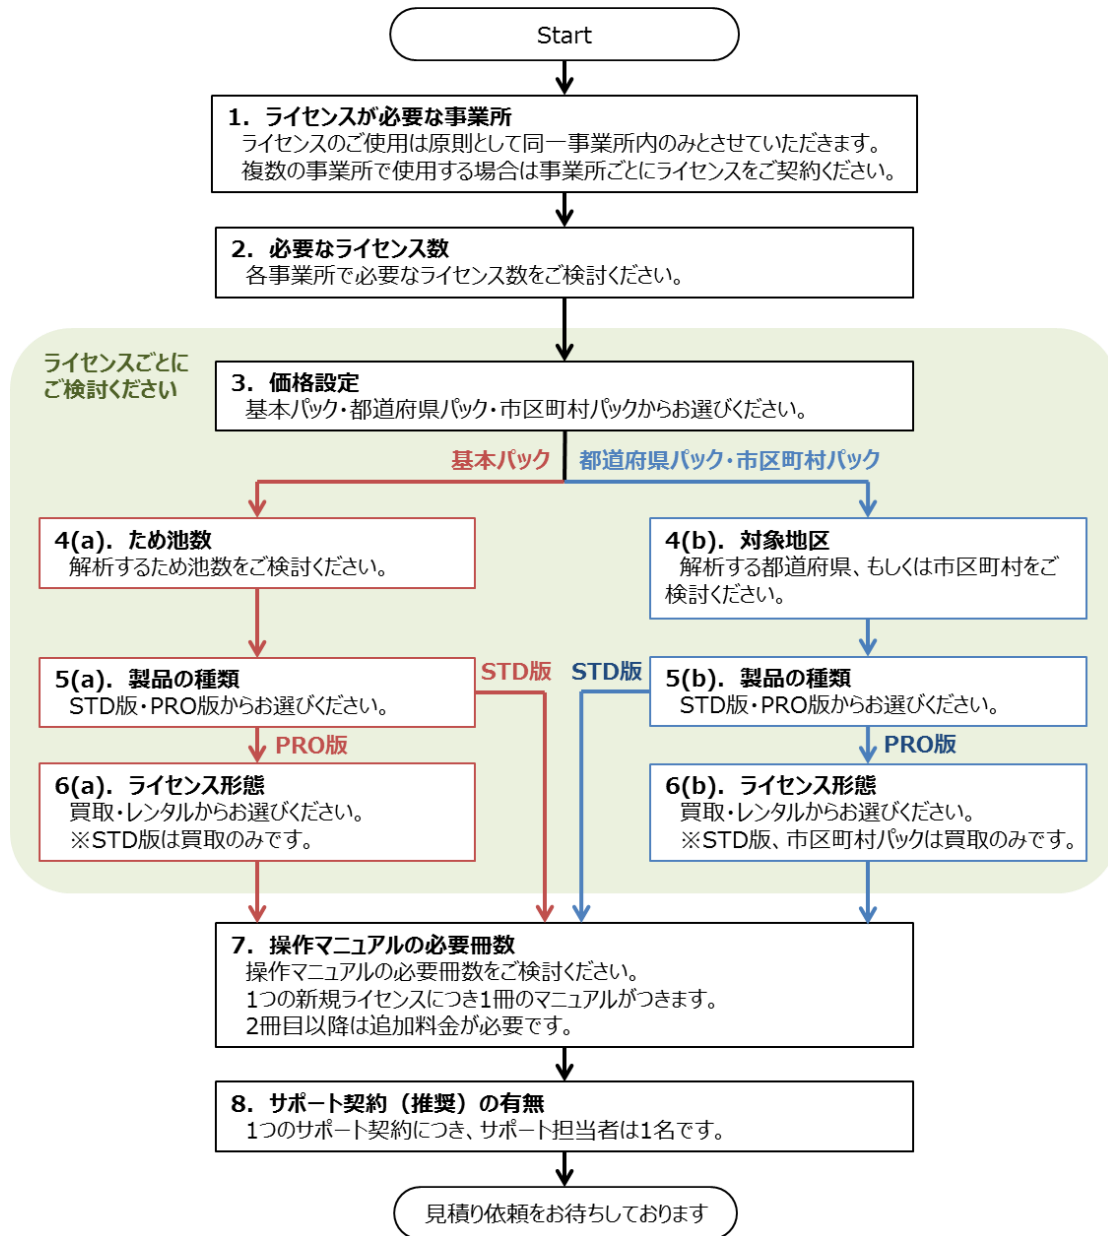 Start
1. ライセンスが必要な事業所
ライセンスのご使用は原則として同一事業所内のみとさせていただきます。
複数の事業所で使用する場合は事業所ごとにライセンスをご契約ください。
2. 必要なライセンス数
各事業所で必要なライセンス数をご検討ください。
ライセンスごとに
ご検討ください
3. 価格設定
基本パック・都道府県パック・市区町村パックからお選びください。
基本パック
都道府県パック・市区町村パック
4(a). ため池数
解析するため池数をご検討ください。
4(b). 対象地区
解析する都道府県、もしくは市区町村をご
検討ください。
5(a). 製品の種類
STD版・PRO版からお選びください。
STD版
STD版
5(b). 製品の種類
STD版・PRO版からお選びください。
PRO版
PRO版
6(a). ライセンス形態
買取・レンタルからお選びください。
※STD版は買取のみです。
6(b). ライセンス形態
買取・レンタルからお選びください。
※STD版、市区町村パックは買取のみです。
7. 操作マニュアルの必要冊数
操作マニュアルの必要冊数をご検討ください。
1つの新規ライセンスにつき1冊のマニュアルがつきます。
2冊目以降は追加料金が必要です。
8. サポート契約（推奨）の有無
1つのサポート契約につき、サポート担当者は1名です。
見積り依頼をお待ちしております